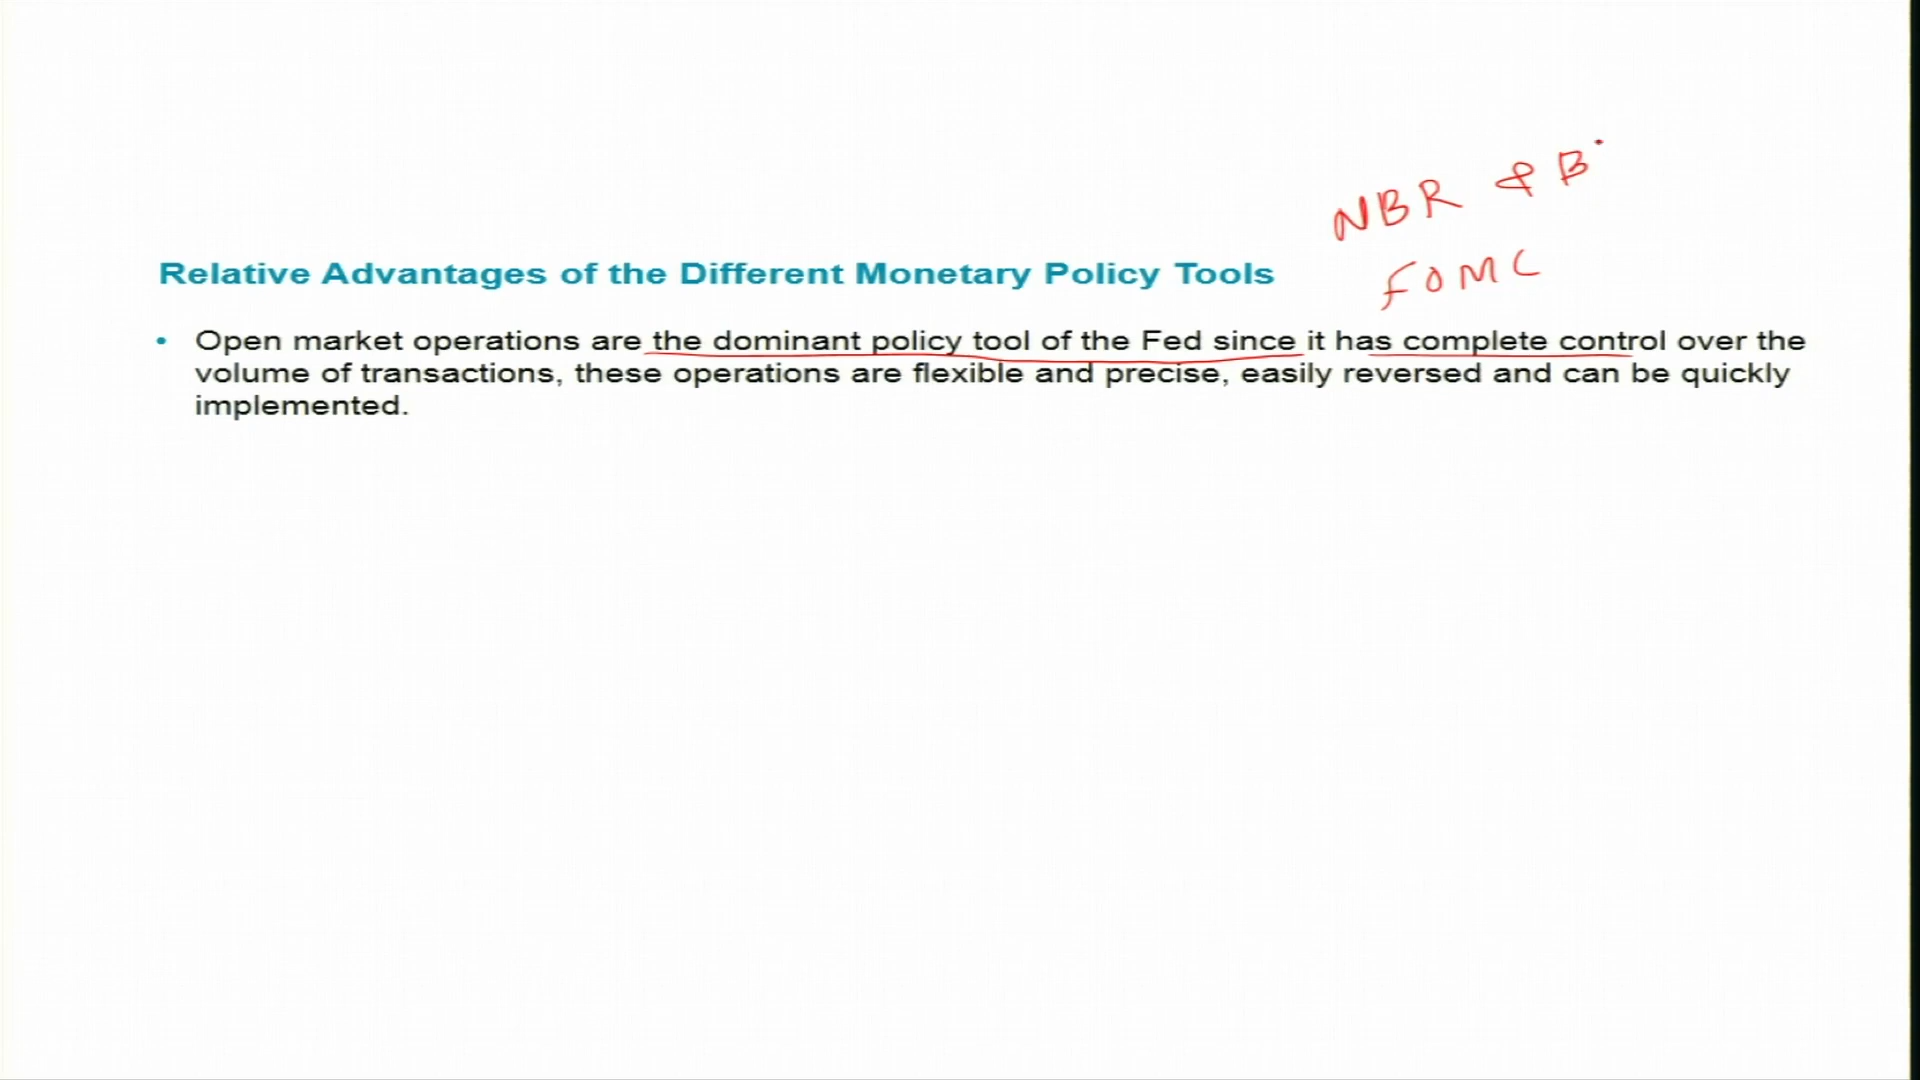 NBR & B
FOMC
Relative Advantages of the Different Monetary Policy Tools
• Open market operations are the dominant policy tool of the Fed since it has complete control over the
volume of transactions, these operations are flexible and precise, easily reversed and can be quickly
implemented.